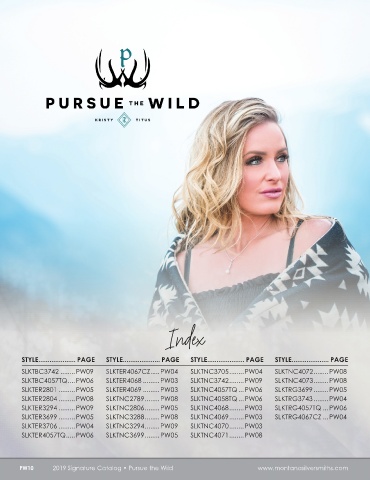 P
PURSUE THE WILD
KRISTY TITUS
Index
STYLE.................... PAGE
SLKTBC3742........PW09
SLKTBC4057TQ.....PW06
SLKTER2801........PW05
SLKTER2804........PW08
SLKTER3294........PW09
SLKTER3699........PW05
SLKTER3706........PW04
SLKTER4057TQ.....PW06
STYLE.................... PAGE
SLKTER4067CZ.....PW04
SLKTER4068........PW03
SLKTER4069........PW03
SLKTNC2789........PW08
SLKTNC2806........PW05
SLKTNC3288........PW08
SLKTNC3294........PW09
SLKTNC3699........PW05
STYLE.................... PAGE
SLKTNC3705........PW04
SLKTNC3742........PW09
SLKTNC4057TQ.....PW06
SLKTNC4058TQ.....PW06
SLKTNC4068........PW03
SLKTNC4069........PW03
SLKTNC4070........PW03
SLKTNC4071........PW08
STYLE.................... PAGE
SLKTNC4072........PW08
SLKTNC4073........PW08
SLKTRG3699........PW05
SLKTRG3743........PW04
SLKTRG4057TQ.....PW06
SLKTRG4067CZ.....PW04
PW10 2019 Signature Catalog • Pursue the Wild www.montanasilversmiths.com